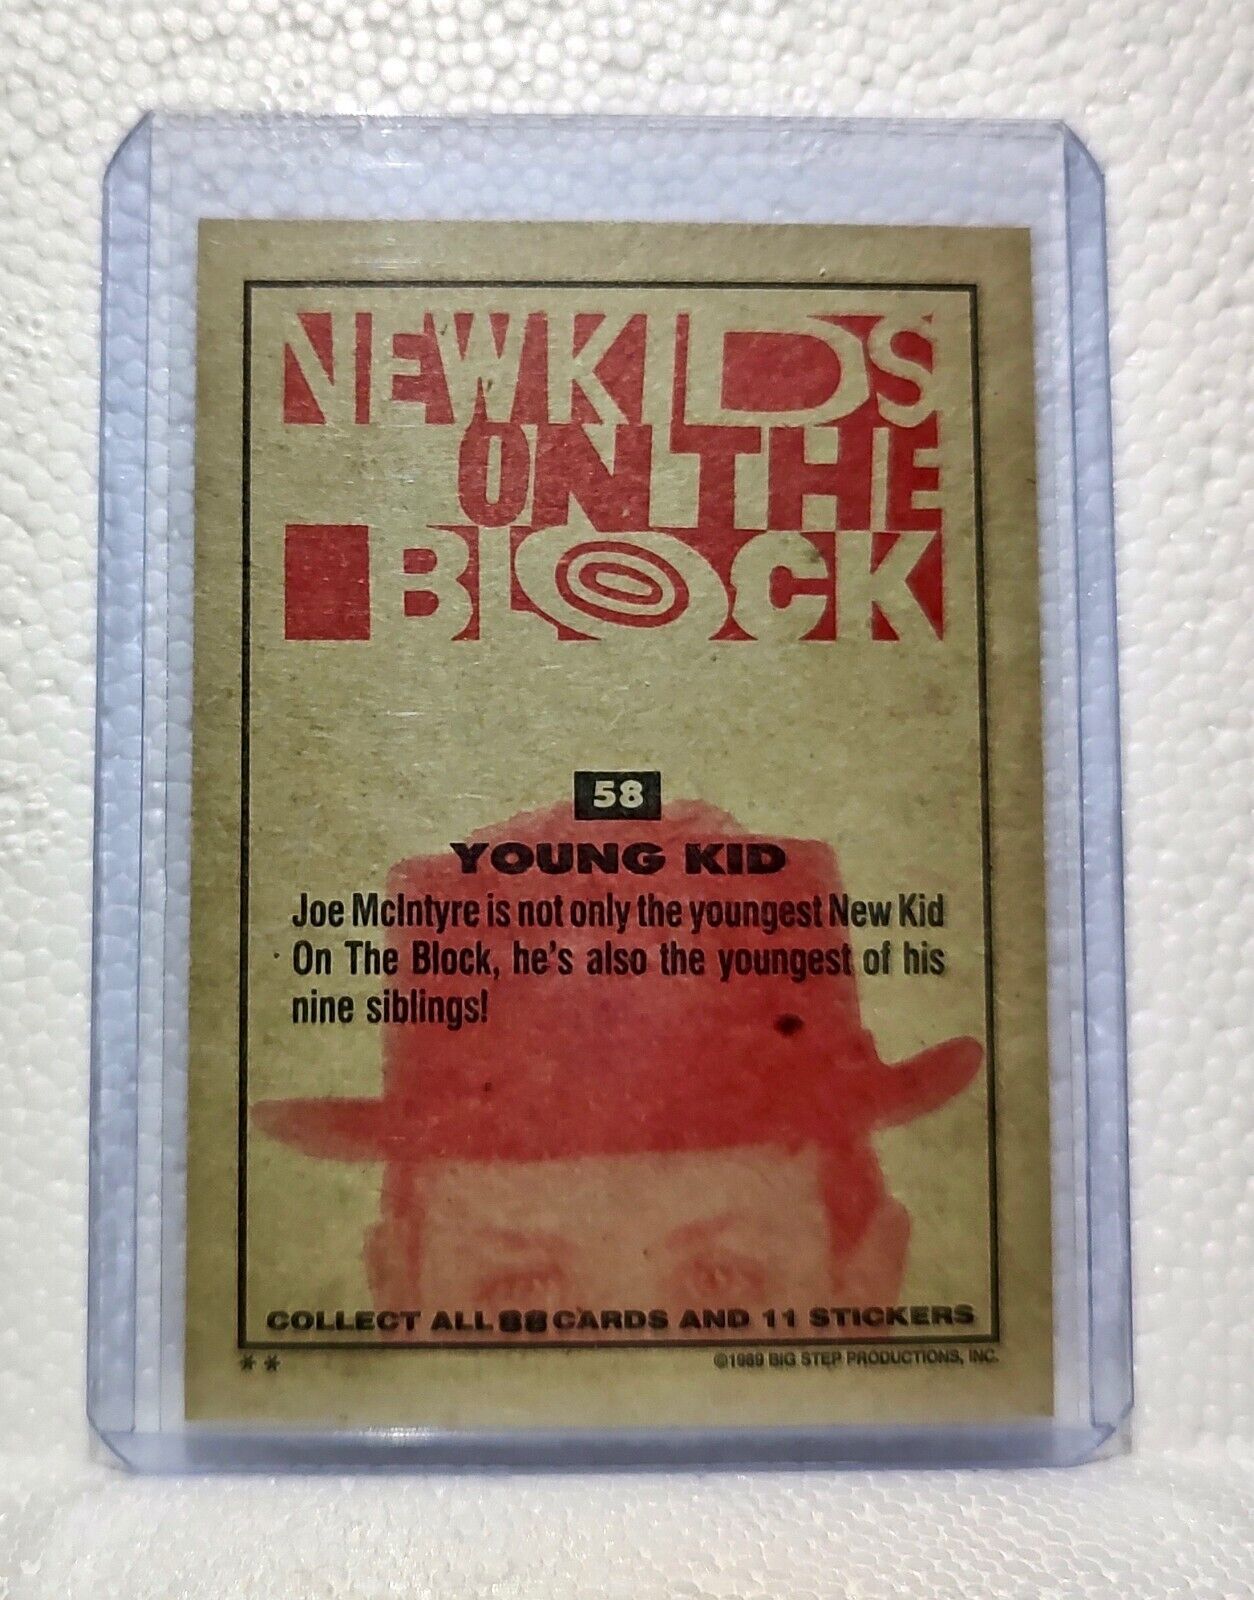 NEW KIDS
ON THE
BLOCK
58
YOUNG KID
Joe McIntyre is not only the youngest New Kid
On The Block, he's also the youngest of his
nine siblings!
COLLECT ALL 88 CARDS AND 11 STICKERS
** ©1989 BIG STEP PRODUCTIONS, INC.